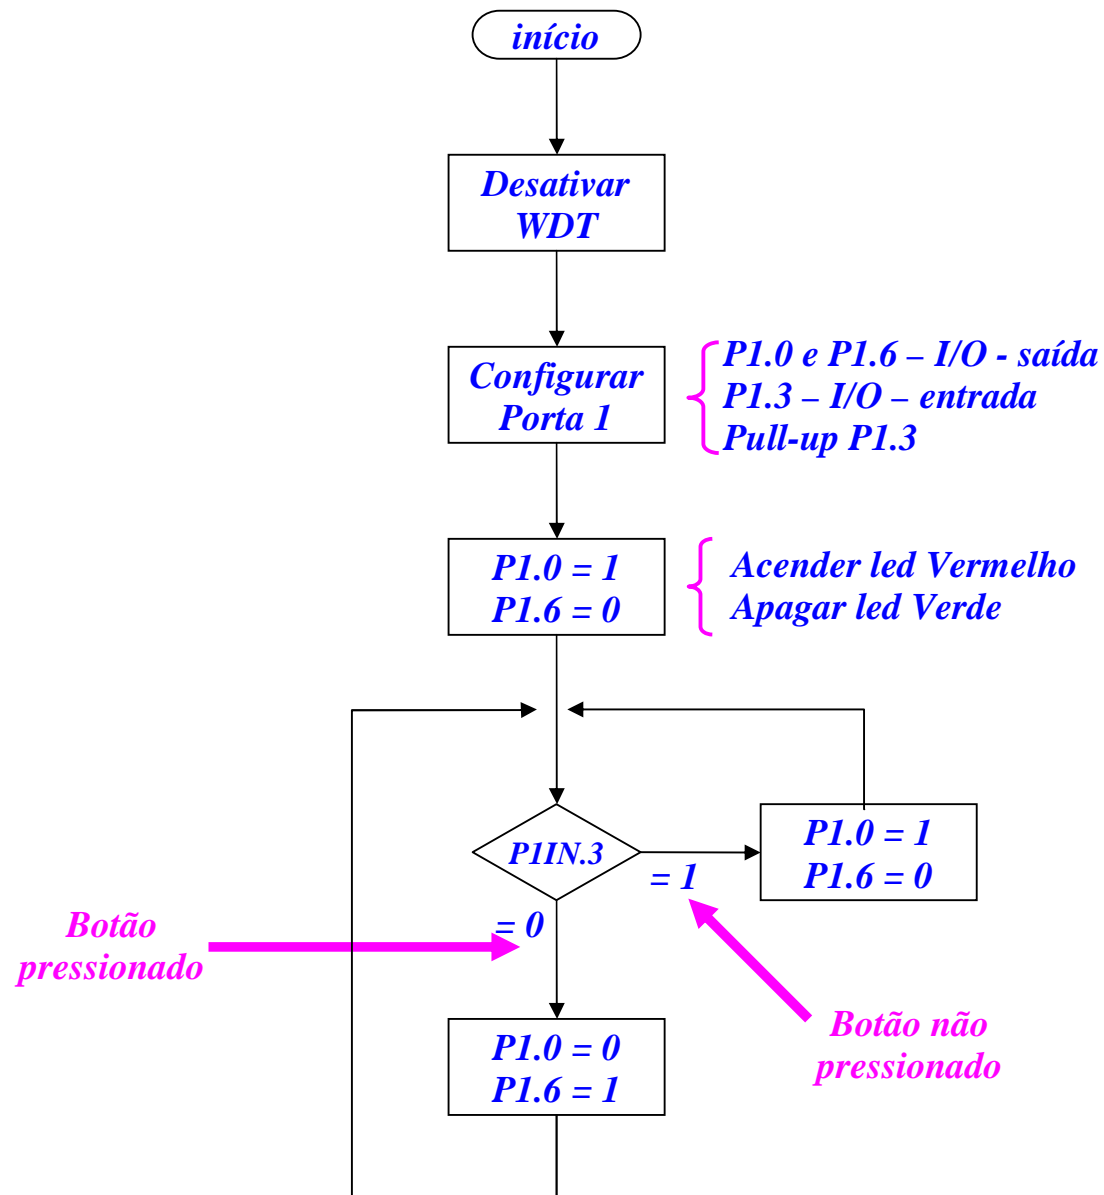 início
Desativar
WDT
Configurar
Porta 1
P1.0 e P1.6 – I/O - saída
P1.3 – I/O – entrada
Pull-up P1.3
P1.0 = 1
P1.6 = 0
Acender led Vermelho
Apagar led Verde
P1IN.3
= 1
P1.0 = 1
P1.6 = 0
= 0
Botão
pressionado
Botão não
pressionado
P1.0 = 0
P1.6 = 1